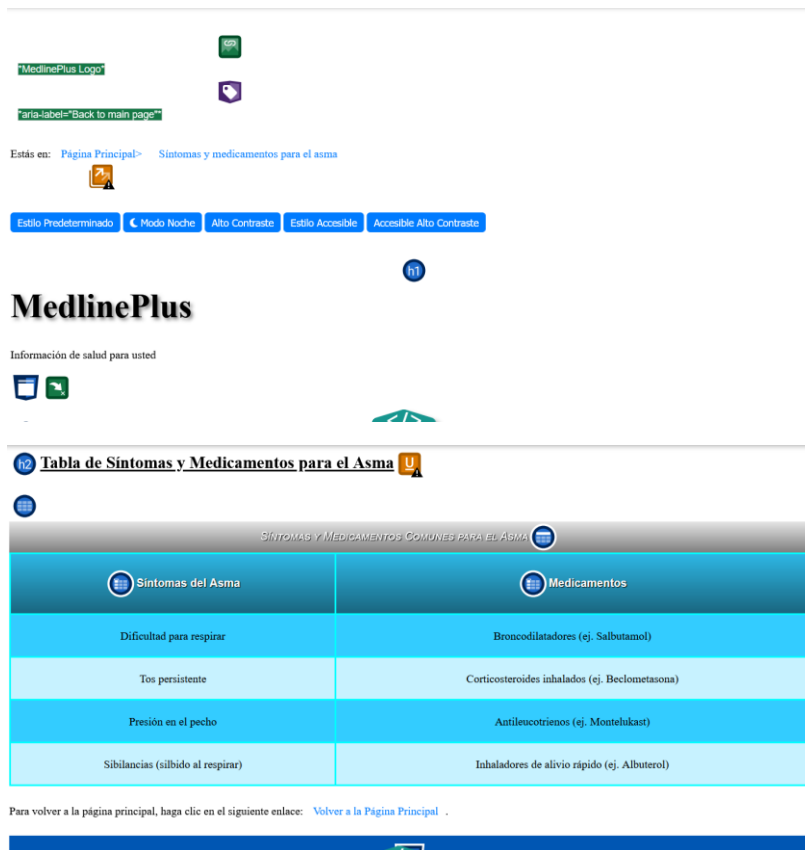 *MedlinePlus Logo*
*aria-label="Back to main page"*
Estás en: Página Principal> Síntomas y medicamentos para el asma
Estilo Predeterminado Modo Noche Alto Contraste Estilo Accesible Accesible Alto Contraste
h1
MedlinePlus
Información de salud para usted
h2 Tabla de Síntomas y Medicamentos para el Asma U
Síntomas y Medicamentos Comunes para el Asma
Síntomas del Asma Medicamentos
Dificultad para respirar Broncodilatadores (ej. Salbutamol)
Tos persistente Corticosteroides inhalados (ej. Beclometasona)
Presión en el pecho Antileucotrienos (ej. Montelukast)
Sibilancias (silbido al respirar) Inhaladores de alivio rápido (ej. Albuterol)
Para volver a la página principal, haga clic en el siguiente enlace: Volver a la Página Principal .